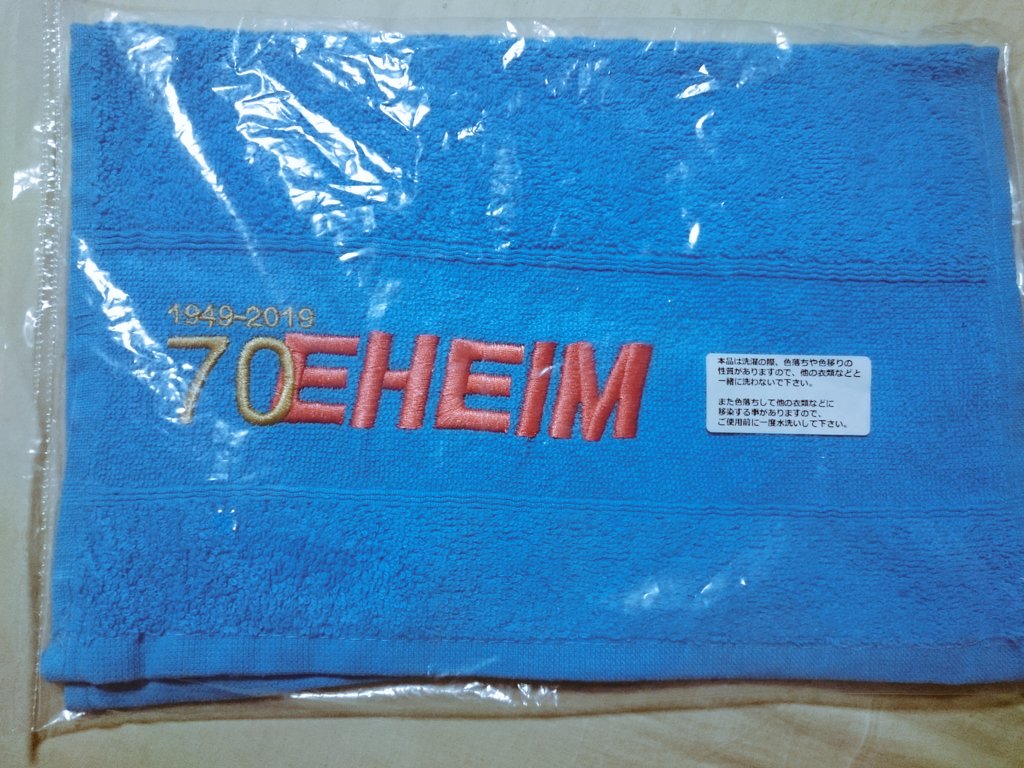 1949-2019
70EHEIM
本品は洗濯の際、色落ちや色移りの
性質がありますので、他の衣類などと
一緒に洗わないで下さい。
また色落ちして他の衣類などに
移染する事がありますので、
ご使用前に一度水洗いして下さい。